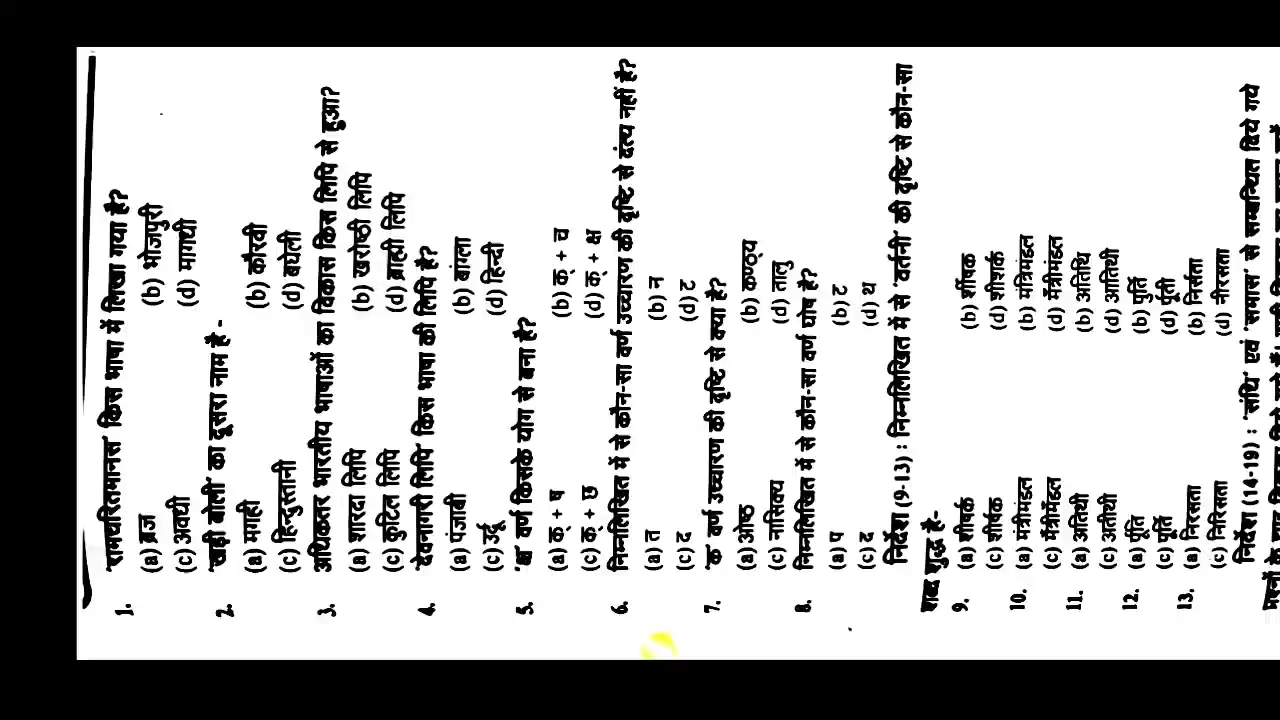 1. 'रामचरितमानस' किस भाषा में लिखा गया है?
(a) ब्रज (b) भोजपुरी
(c) अवधी (d) मागधी
2. 'खड़ी बोली' का दूसरा नाम है -
(a) मगही (b) कौरवी
(c) हिन्दुस्तानी (d) बघेली
3. अधिकतर भारतीय भाषाओं का विकास किस लिपि से हुआ?
(a) शारदा लिपि (b) खरोष्ठी लिपि
(c) कुटिल लिपि (d) ब्राह्मी लिपि
4. 'देवनागरी लिपि' किस भाषा की लिपि है?
(a) पंजाबी (b) बांग्ला
(c) उर्दू (d) हिन्दी
5. 'क्ष' वर्ण किसके योग से बना है?
(a) क् + ष (b) क् + च
(c) क् + छ (d) क् + क्ष
6. निम्नलिखित में से कौन-सा वर्ण उच्चारण की दृष्टि से दंत्य नहीं है?
(a) त (b) न
(c) द (d) ट
7. 'क' वर्ण उच्चारण की दृष्टि से क्या है?
(a) ओष्ठ (b) कण्ठ्य
(c) नासिक्य (d) तालु
8. निम्नलिखित में से कौन-सा वर्ण घोष है?
(a) प (b) ट
(c) द (d) थ
निर्देश (9-13) : निम्नलिखित में से 'वर्तनी' की दृष्टि से कौन-सा
शब्द शुद्ध है-
9. (a) शीर्षक (b) र्शीषक
(c) शीर्षक (d) शीशर्क
10. (a) मंत्रीमंडल (b) मंत्रिमंडल
(c) मेंत्रीमेंडल (d) मेंत्रीमंडल
11. (a) अतिथी (b) अतिथि
(c) अतीथी (d) आतिथी
12. (a) पूंति (b) पुर्ति
(c) पूर्ति (d) र्पूती
13. (a) निरसता (b) निर्सता
(c) निरिसता (d) नीरसता
निर्देश (14-19) : 'संधि' एवं 'समास' से सम्बन्धित दिये गये